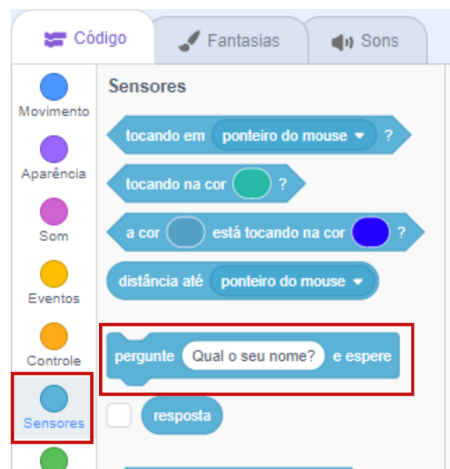 Código
Fantasias
Sons
Movimento
Aparência
Som
Eventos
Controle
Sensores
Sensores
tocando em ponteiro do mouse ?
tocando na cor ?
a cor está tocando na cor ?
distância até ponteiro do mouse
pergunte Qual o seu nome? e espere
resposta